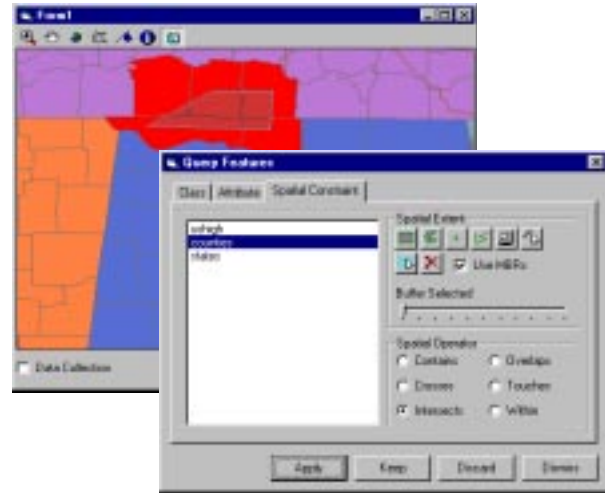 Form1
Query Features
Class Attribute Spatial Constraint
ushigh
counties
states
Spatial Extent
Use MBRs
Buffer Selected
Spatial Operator
Contains Overlaps
Crosses Touches
Intersects Within
Data Collection
Apply Keep Discard Dismiss